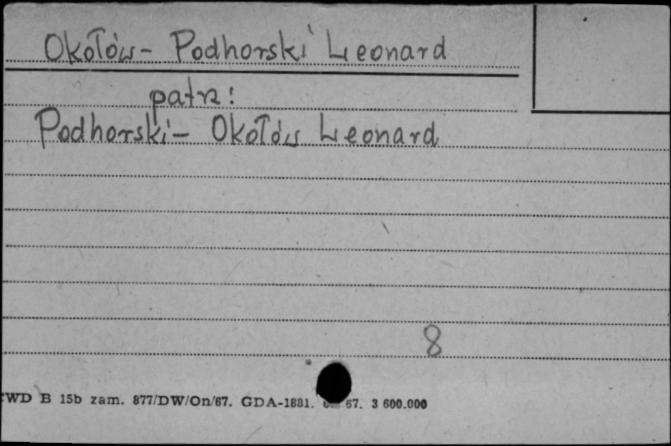 Okołów- Podhorski Leonard
patrz:
Podhorski- Okołów Leonard
8
CWD B 15b zam. 877/DW/On/67. GDA-1881. 67. 3 600.000